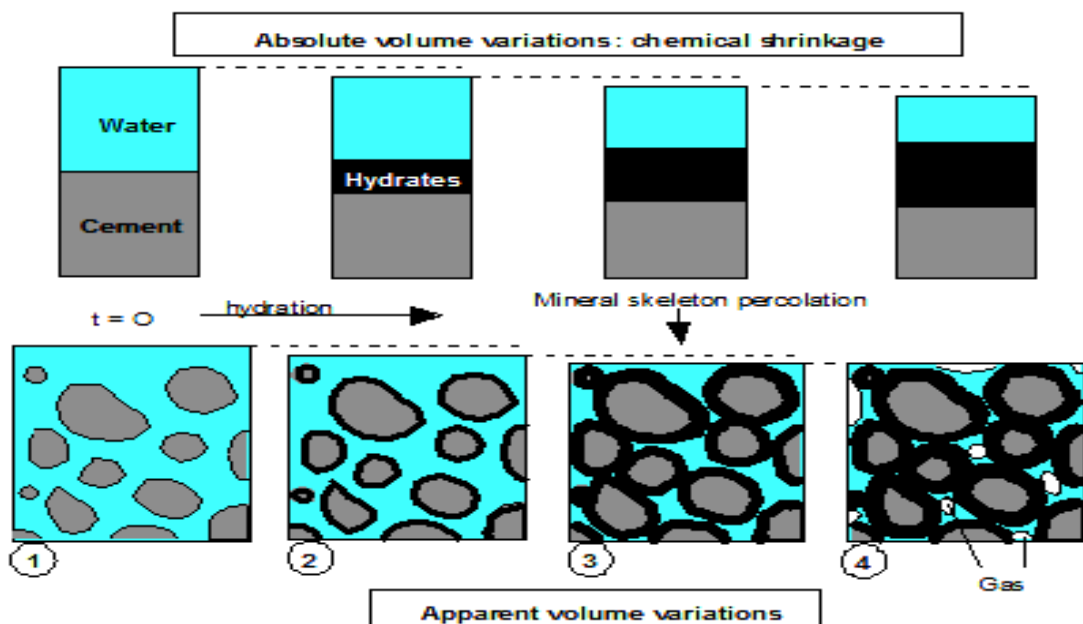 Absolute volume variations : chemical shrinkage
Water
Hydrates
Cement
t = O
hydration
Mineral skeleton percolation
1
2
3
4
Gas
Apparent volume variations